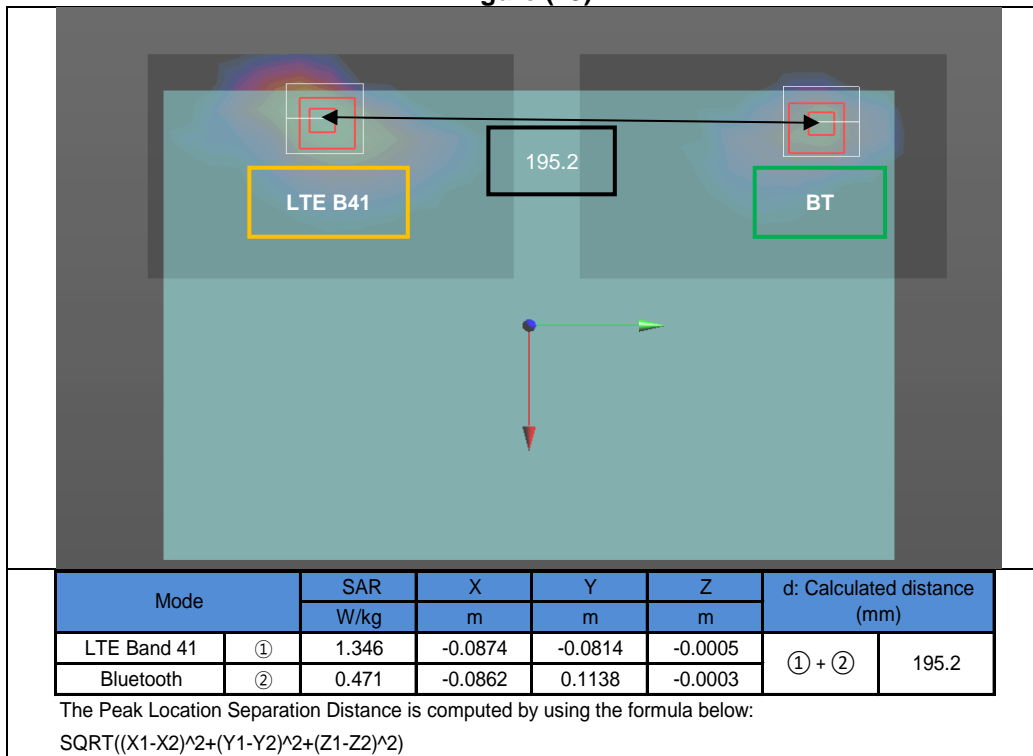 195.2
LTE B41
BT
Mode SAR X Y Z d: Calculated distance (mm)
W/kg m m m
LTE Band 41 ① 1.346 -0.0874 -0.0814 -0.0005 ① + ② 195.2
Bluetooth ② 0.471 -0.0862 0.1138 -0.0003
The Peak Location Separation Distance is computed by using the formula below:
SQRT((X1-X2)^2+(Y1-Y2)^2+(Z1-Z2)^2)